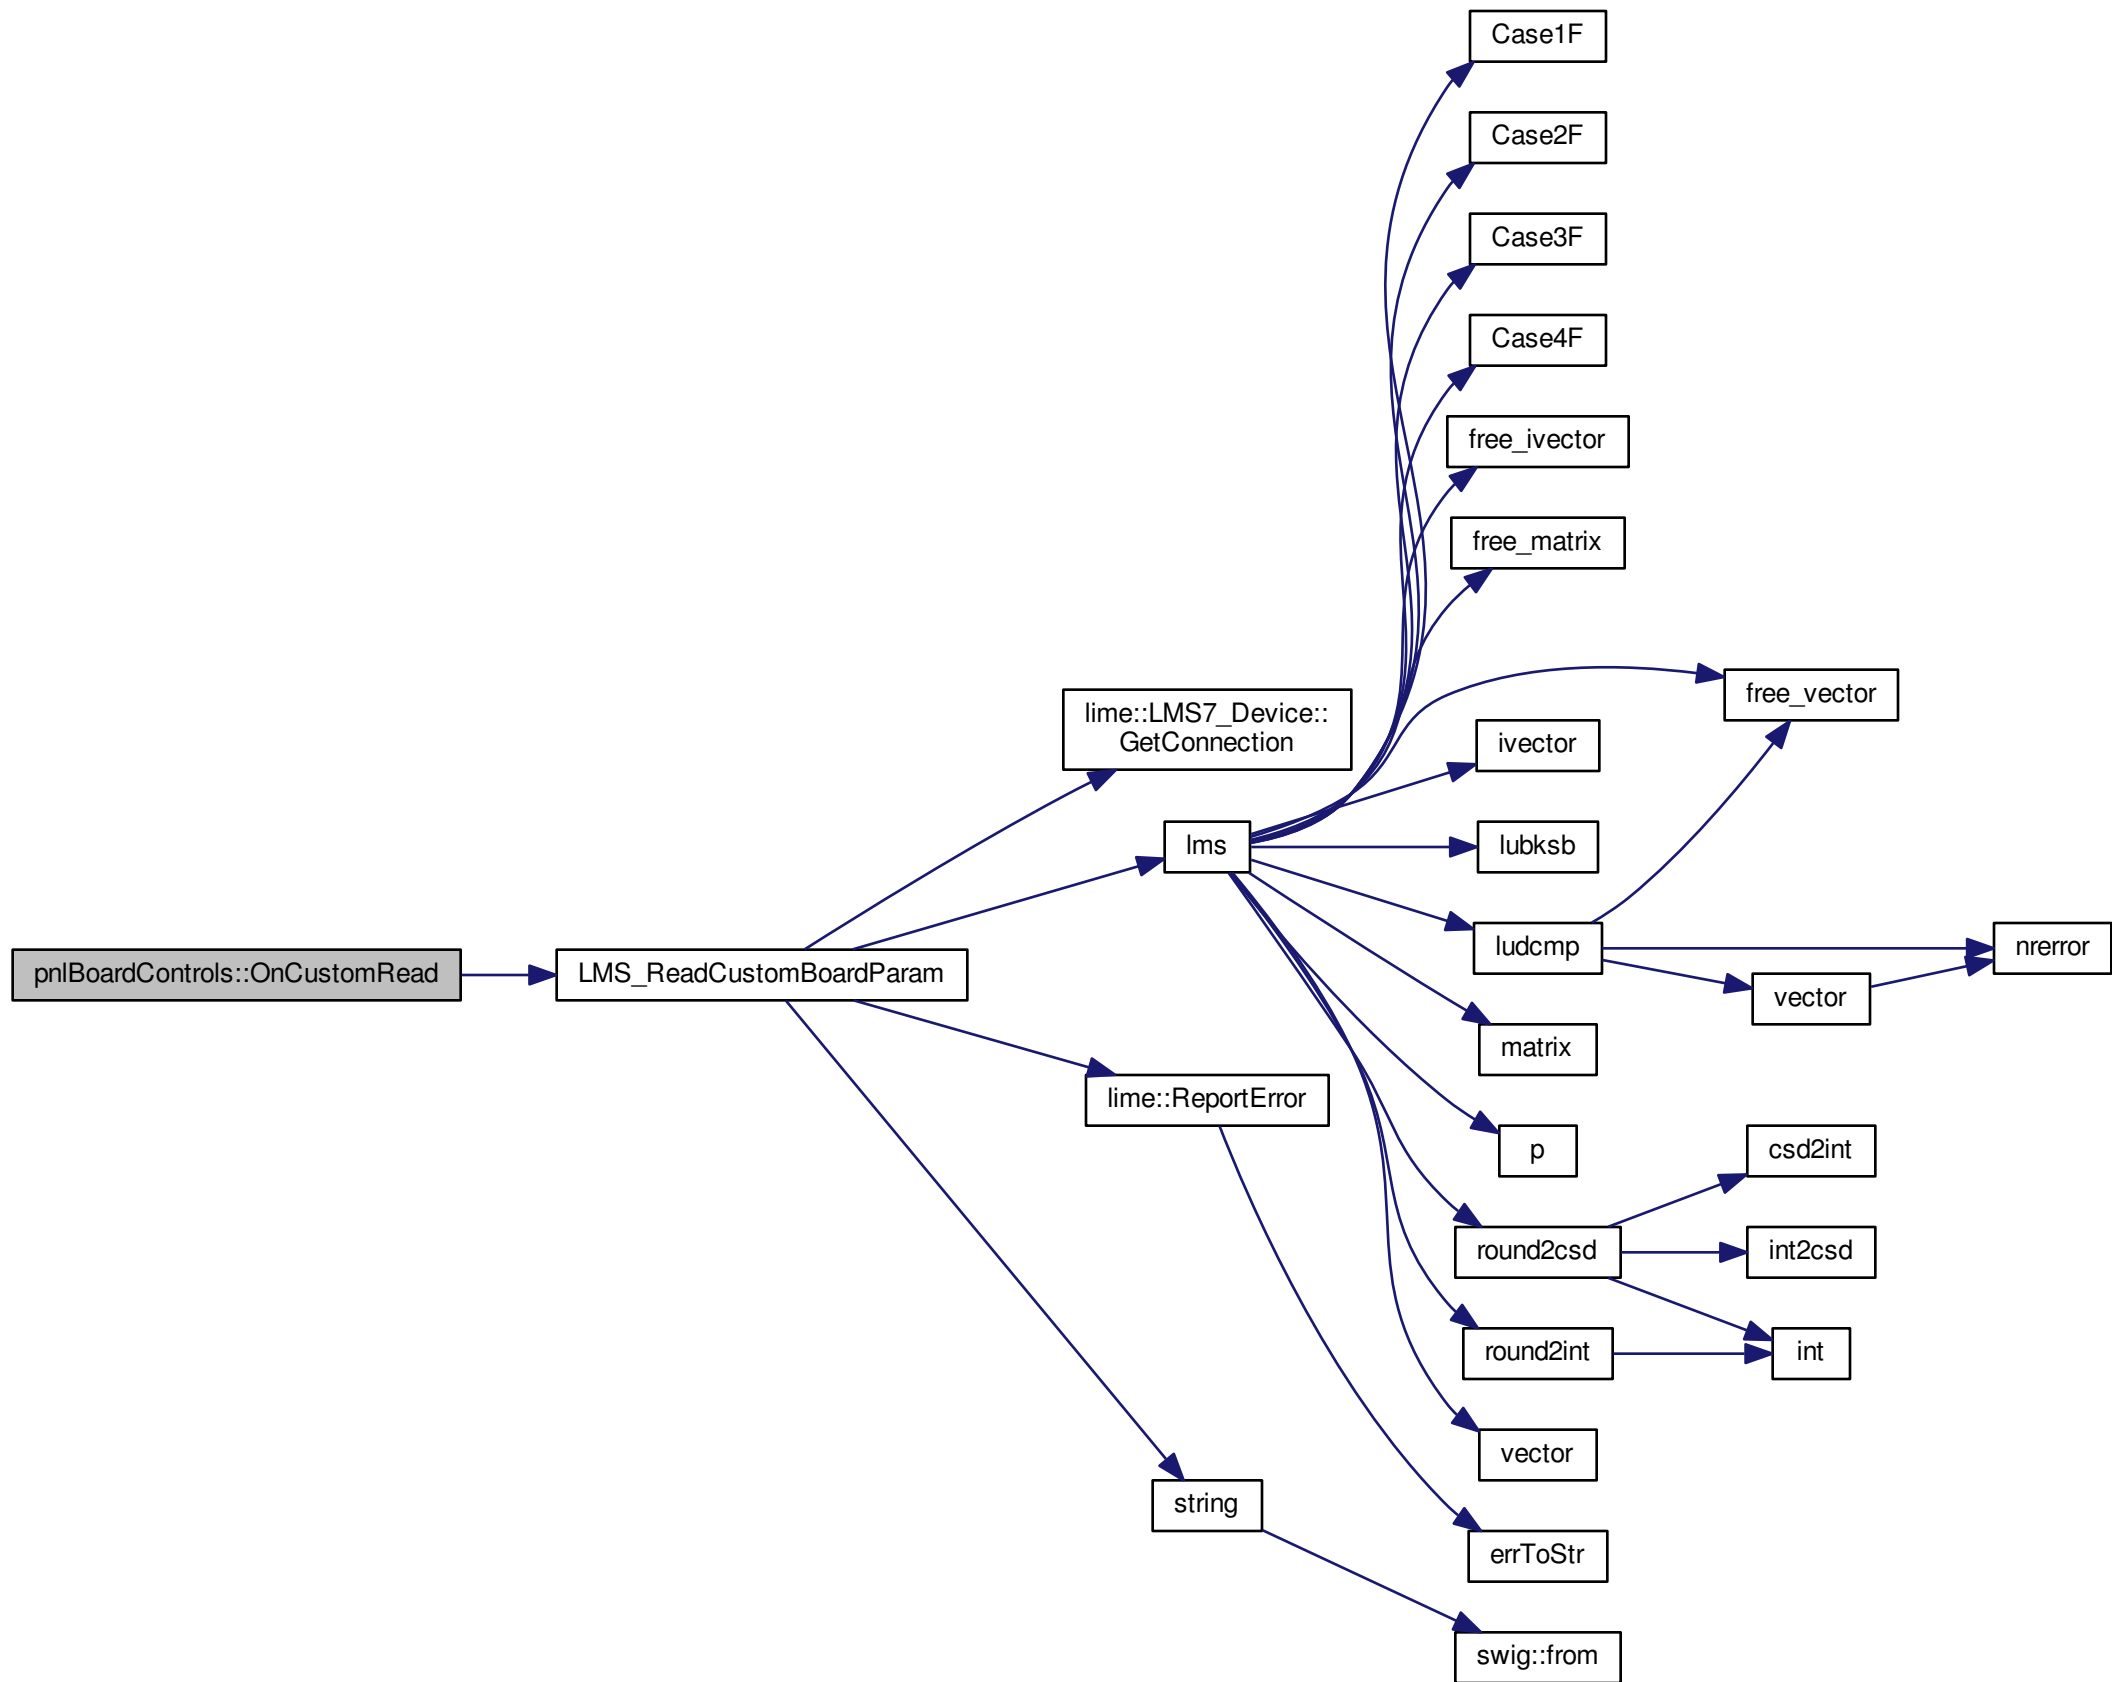 Case1F
Case2F
Case3F
Case4F
free_ivector
free_matrix
free_vector
lime::LMS7_Device::
GetConnection
ivector
lms
lubksb
pnlBoardControls::OnCustomRead
LMS_ReadCustomBoardParam
ludcmp
nrerror
vector
matrix
lime::ReportError
p
csd2int
round2csd
int2csd
round2int
int
vector
string
errToStr
swig::from